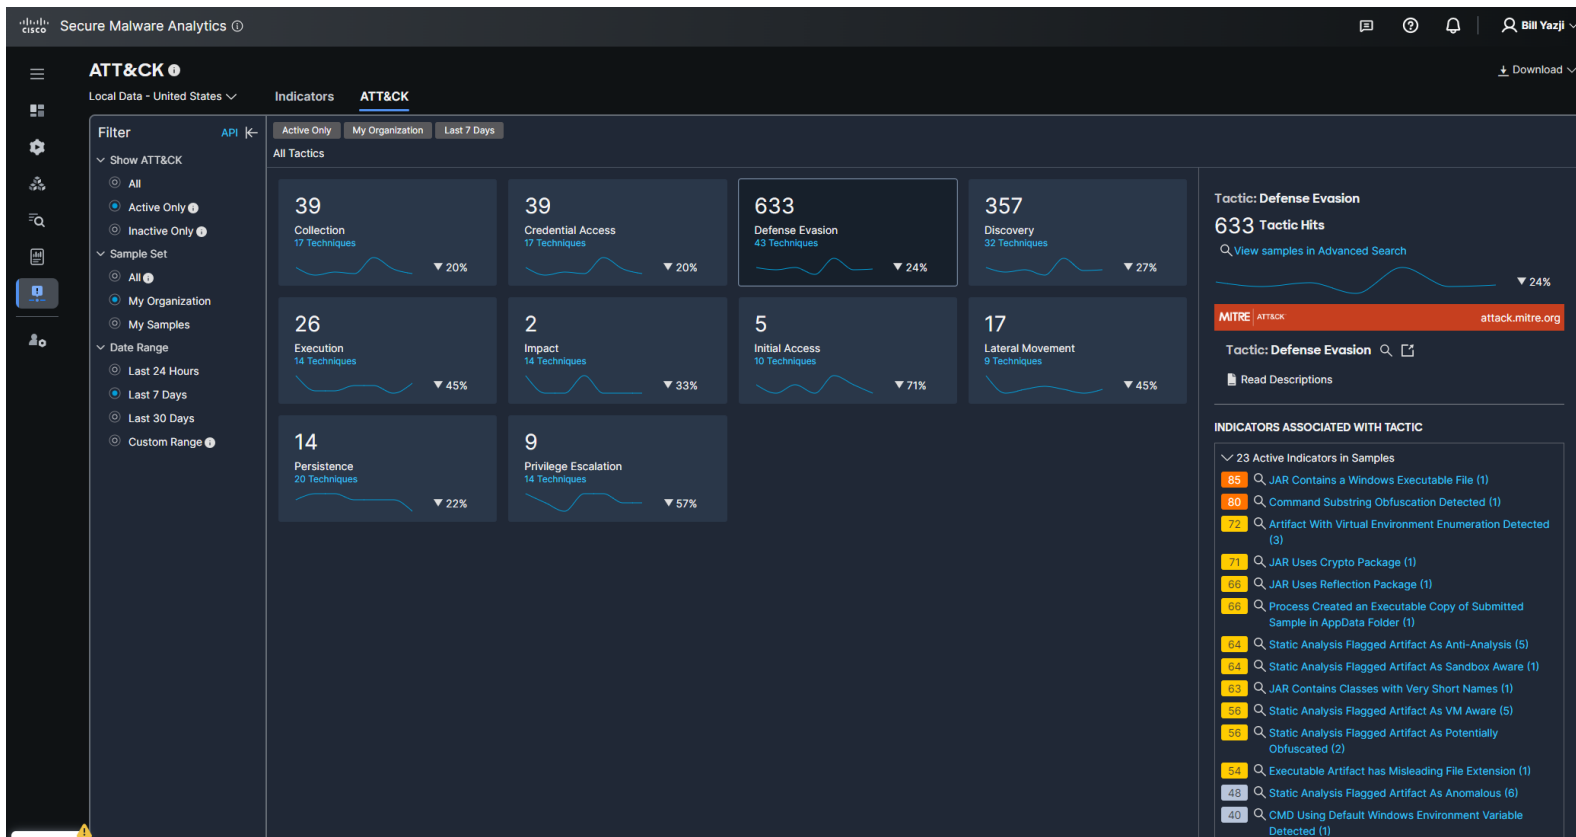 cisco
Secure Malware Analytics
Bill Yazji
ATT&CK
Download
Local Data - United States
Indicators
ATT&CK
Filter
API
Active Only
My Organization
Last 7 Days
Show ATT&CK
All Tactics
All
Active Only
Inactive Only
Sample Set
All
My Organization
My Samples
Date Range
Last 24 Hours
Last 7 Days
Last 30 Days
Custom Range
39
Collection
17 Techniques
▼ 20%
39
Credential Access
17 Techniques
▼ 20%
633
Defense Evasion
43 Techniques
▼ 24%
357
Discovery
32 Techniques
▼ 27%
26
Execution
14 Techniques
▼ 45%
2
Impact
14 Techniques
▼ 33%
5
Initial Access
10 Techniques
▼ 71%
17
Lateral Movement
9 Techniques
▼ 45%
14
Persistence
20 Techniques
▼ 22%
9
Privilege Escalation
14 Techniques
▼ 57%
Tactic: Defense Evasion
633 Tactic Hits
View samples in Advanced Search
▼ 24%
MITRE ATT&CK
attack.mitre.org
Tactic: Defense Evasion
Read Descriptions
INDICATORS ASSOCIATED WITH TACTIC
23 Active Indicators in Samples
85 JAR Contains a Windows Executable File (1)
80 Command Substring Obfuscation Detected (1)
72 Artifact With Virtual Environment Enumeration Detected
(3)
71 JAR Uses Crypto Package (1)
66 JAR Uses Reflection Package (1)
66 Process Created an Executable Copy of Submitted
Sample in AppData Folder (1)
64 Static Analysis Flagged Artifact As Anti-Analysis (5)
64 Static Analysis Flagged Artifact As Sandbox Aware (1)
63 JAR Contains Classes with Very Short Names (1)
56 Static Analysis Flagged Artifact As VM Aware (5)
56 Static Analysis Flagged Artifact As Potentially
Obfuscated (2)
54 Executable Artifact has Misleading File Extension (1)
48 Static Analysis Flagged Artifact As Anomalous (6)
40 CMD Using Default Windows Environment Variable
Detected (1)